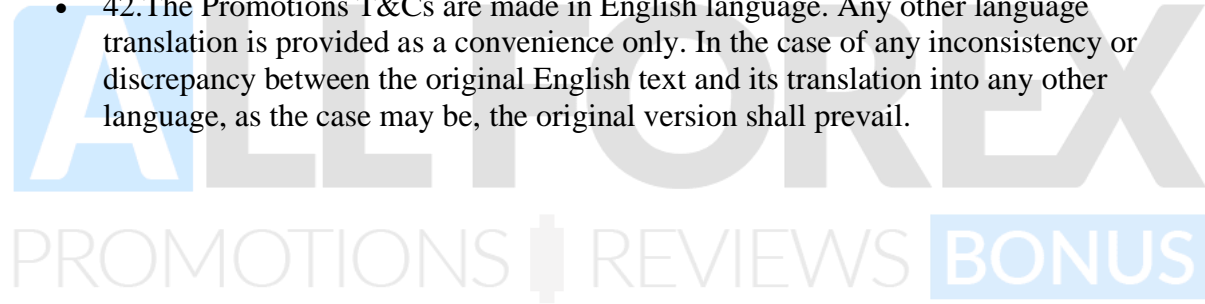 • 42.The Promotions T&Cs are made in English language. Any other language
translation is provided as a convenience only. In the case of any inconsistency or
discrepancy between the original English text and its translation into any other
language, as the case may be, the original version shall prevail.
ALLFOREX
PROMOTIONS REVIEWS BONUS